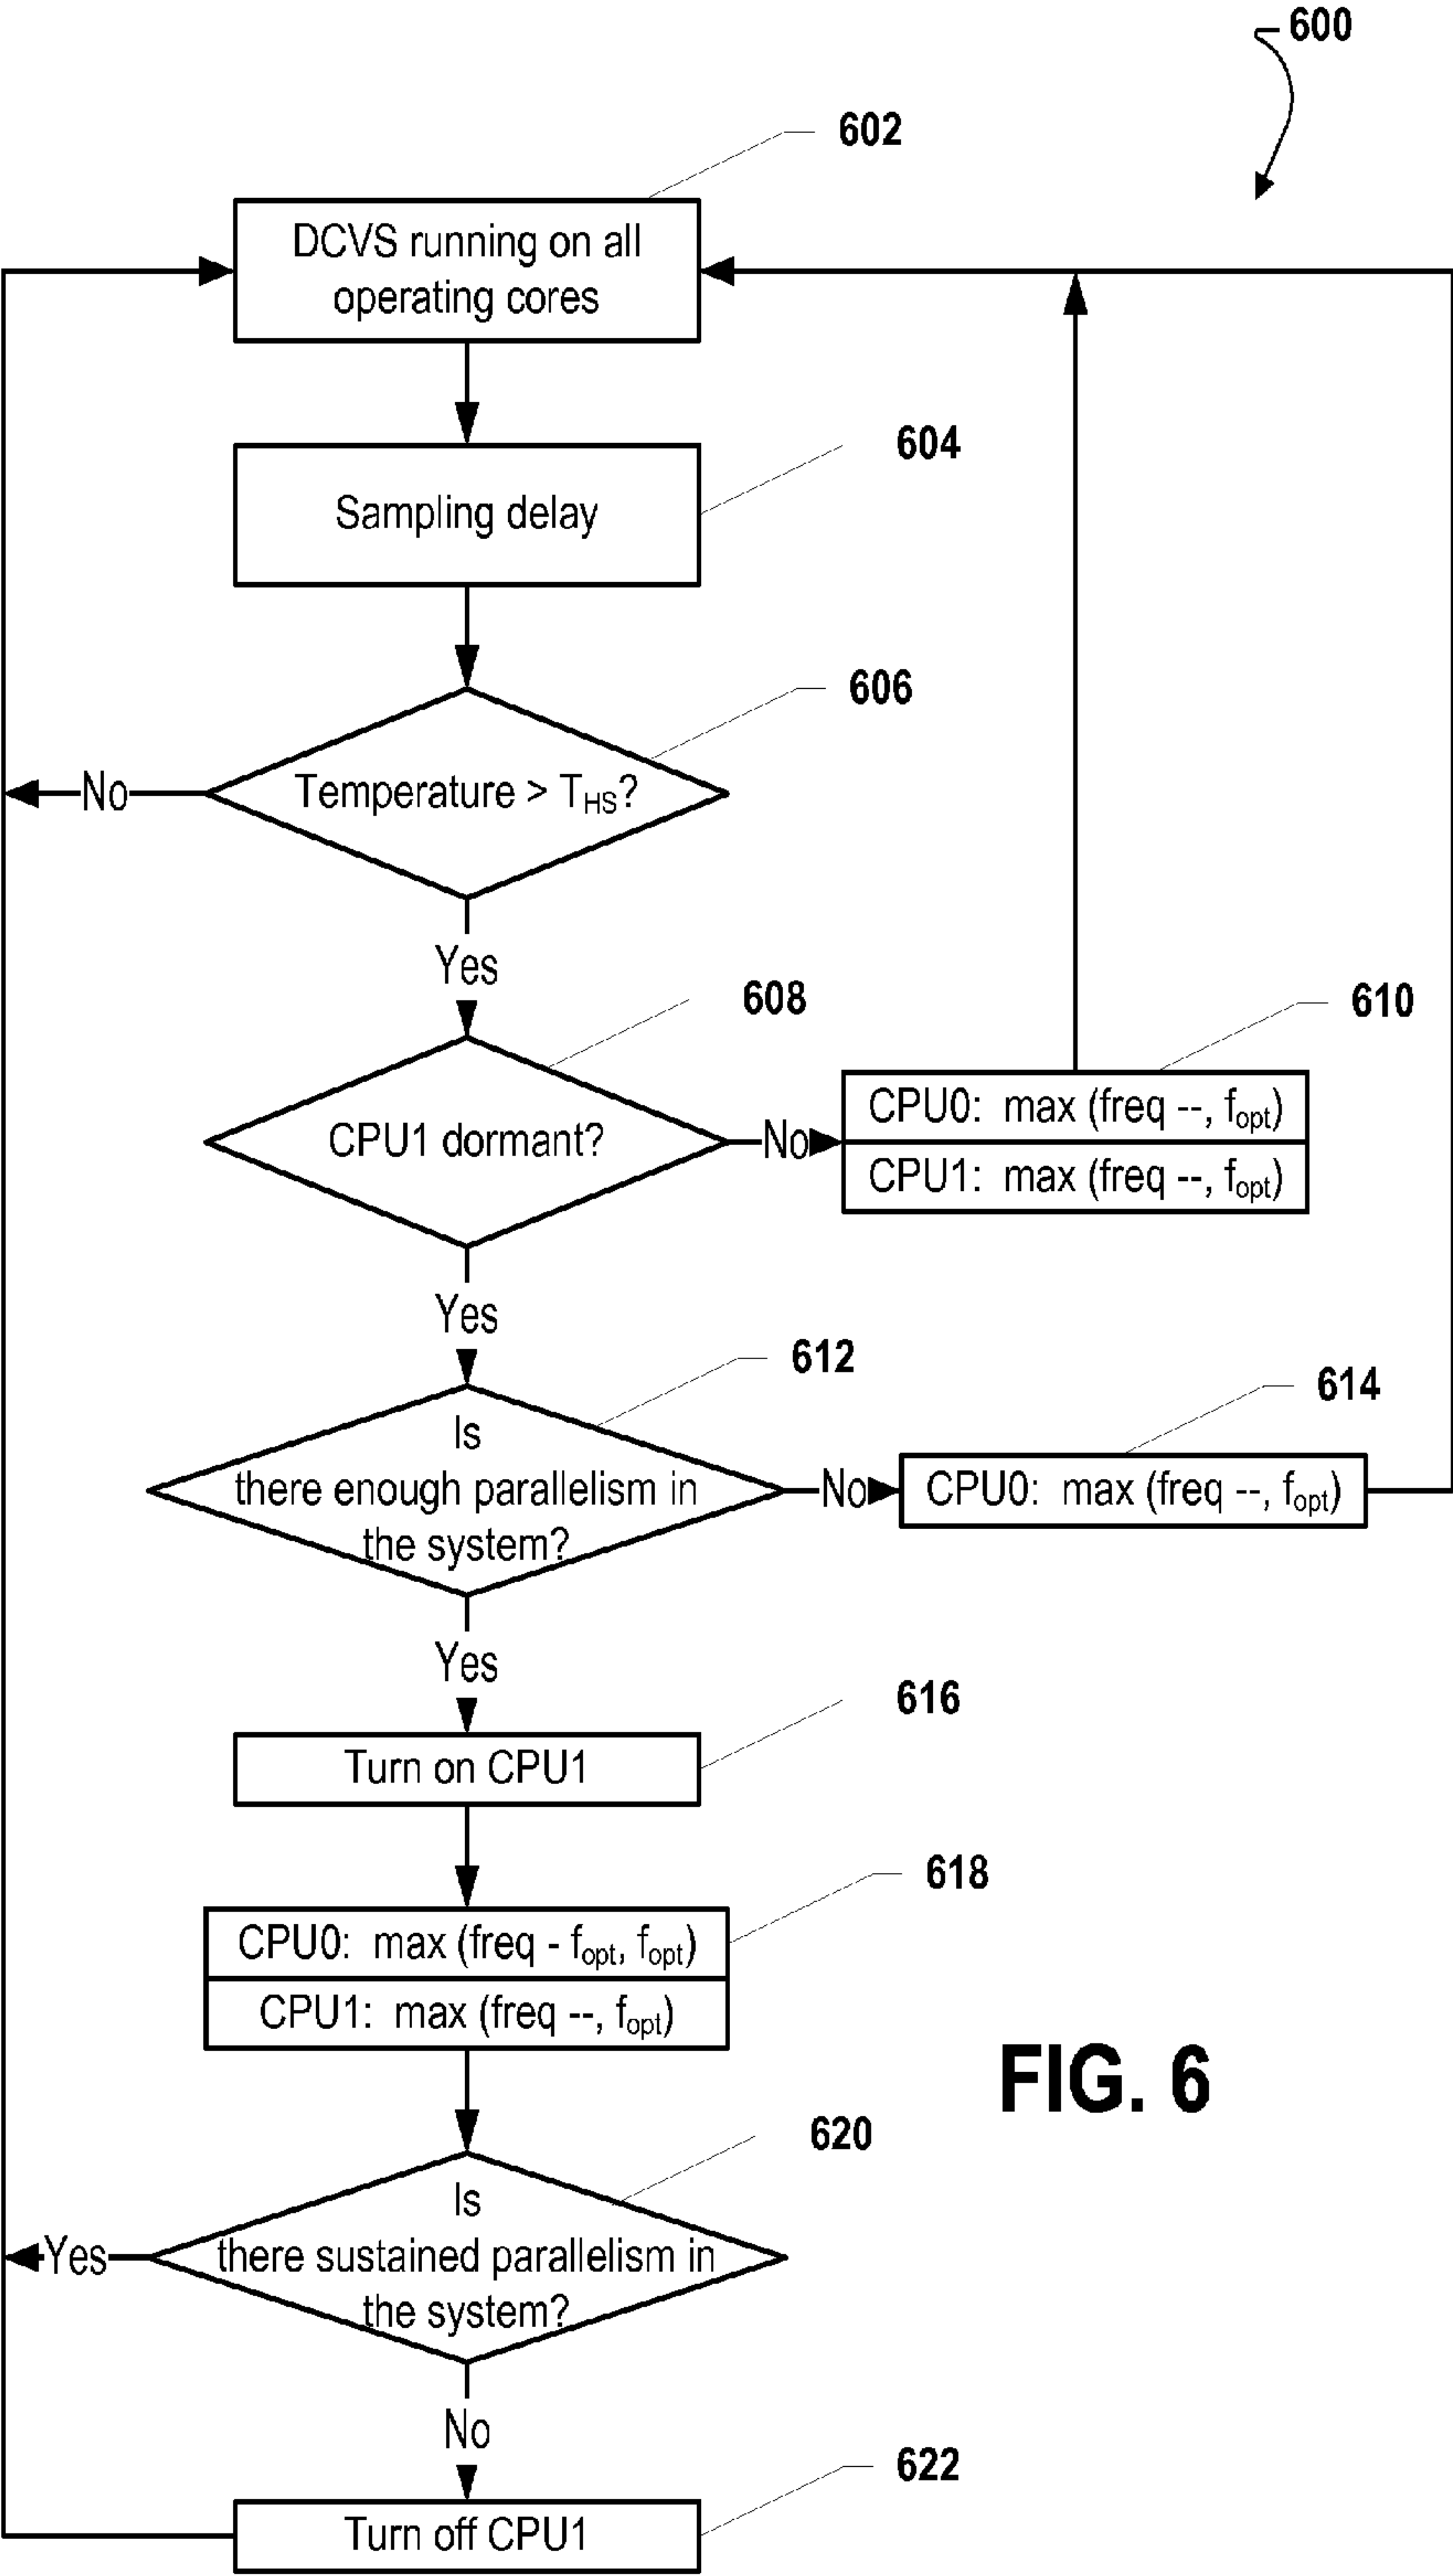 600
602
DCVS running on all
operating cores
604
Sampling delay
606
Temperature > THS?
No
Yes
608
610
CPU1 dormant?
No
CPU0: max (freq --, fopt)
CPU1: max (freq --, fopt)
Yes
612
614
Is
there enough parallelism in
the system?
No
CPU0: max (freq --, fopt)
Yes
616
Turn on CPU1
618
CPU0: max (freq - fopt, fopt)
CPU1: max (freq --, fopt)
FIG. 6
620
Is
there sustained parallelism in
the system?
Yes
No
622
Turn off CPU1